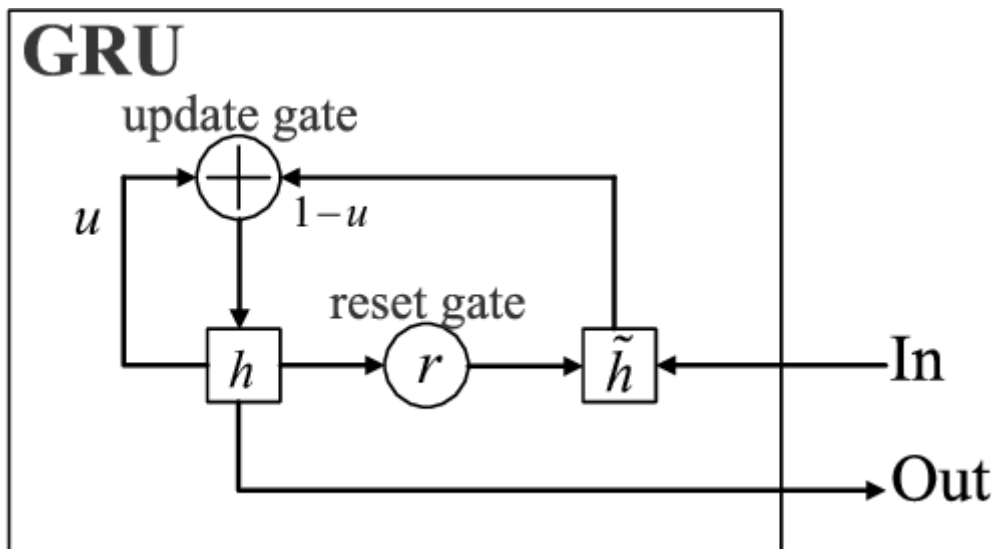 GRU
update gate
u
1−u
reset gate
h
r
h̃
In
Out